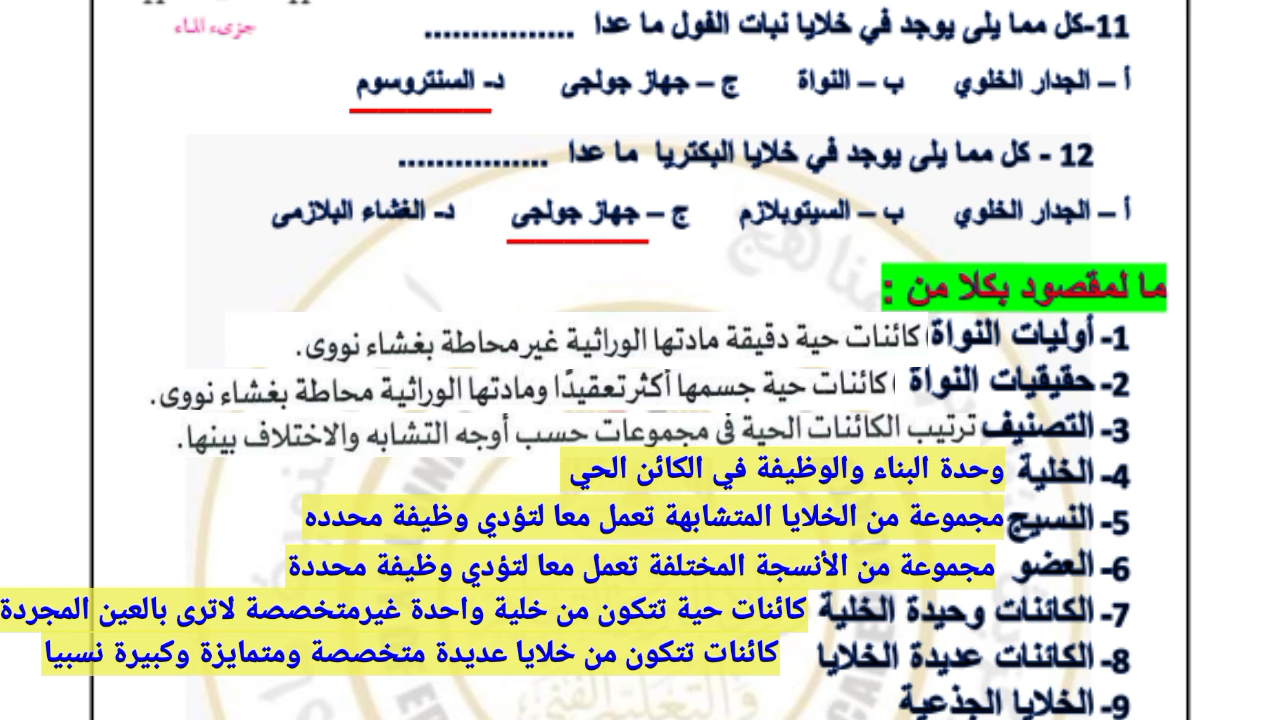 جزىء الماء
11-كل مما يلى يوجد في خلايا نبات الفول ما عدا ................
أ – الجدار الخلوي ب – النواة ج – جهاز جولجى د- السنتروسوم
12 - كل مما يلى يوجد في خلايا البكتريا ما عدا ................
أ – الجدار الخلوي ب – السيتوبلازم ج – جهاز جولجى د- الغشاء البلازمى
ما لمقصود بكلا من :
1- أوليات النواة كائنات حية دقيقة مادتها الوراثية غير محاطة بغشاء نووى.
2- حقيقيات النواة كائنات حية جسمها أكثر تعقيدًا ومادتها الوراثية محاطة بغشاء نووى.
3- التصنيف ترتيب الكائنات الحية فى مجموعات حسب أوجه التشابه والاختلاف بينها.
4- الخلية وحدة البناء والوظيفة في الكائن الحي
5- النسيج مجموعة من الخلايا المتشابهة تعمل معا لتؤدي وظيفة محدده
6- العضو مجموعة من الأنسجة المختلفة تعمل معا لتؤدي وظيفة محددة
7- الكائنات وحيدة الخلية كائنات حية تتكون من خلية واحدة غيرمتخصصة لاترى بالعين المجردة
8- الكائنات عديدة الخلايا كائنات تتكون من خلايا عديدة متخصصة ومتمايزة وكبيرة نسبيا
9- الخلايا الجذعية